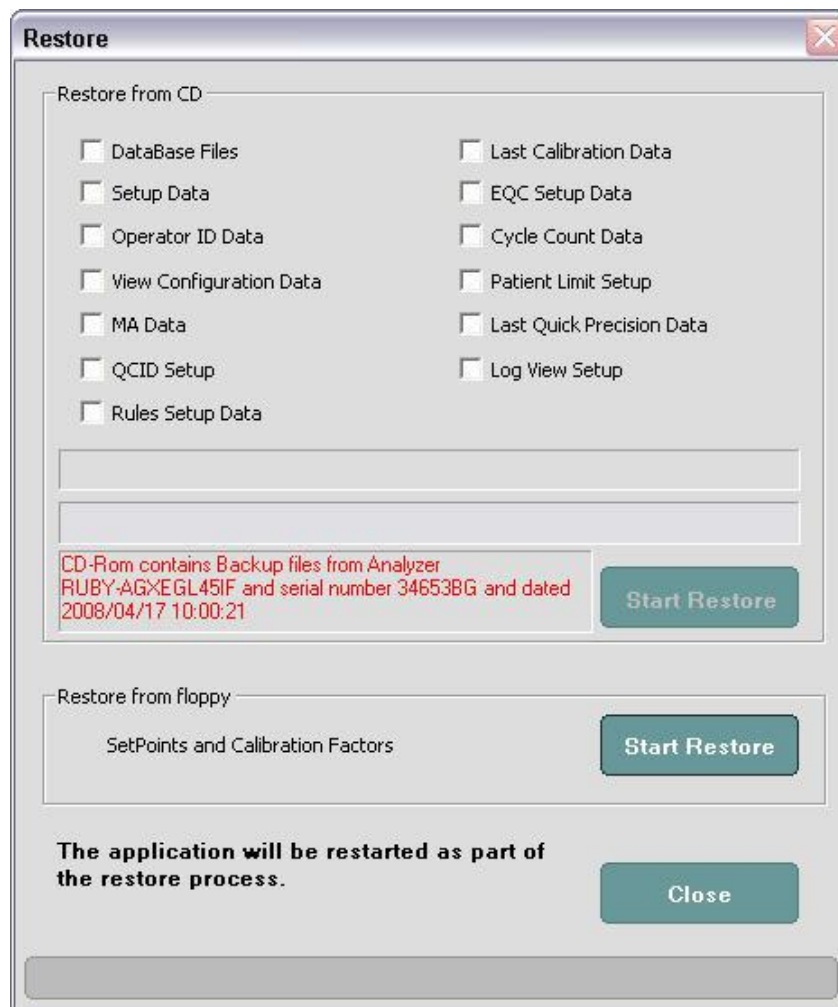 Restore
Restore from CD
DataBase Files
Last Calibration Data
Setup Data
EQC Setup Data
Operator ID Data
Cycle Count Data
View Configuration Data
Patient Limit Setup
MA Data
Last Quick Precision Data
QCID Setup
Log View Setup
Rules Setup Data
CD-Rom contains Backup files from Analyzer
RUBY-AGXEGL45IF and serial number 34653BG and dated
2008/04/17 10:00:21
Start Restore
Restore from floppy
SetPoints and Calibration Factors
Start Restore
The application will be restarted as part of
the restore process.
Close